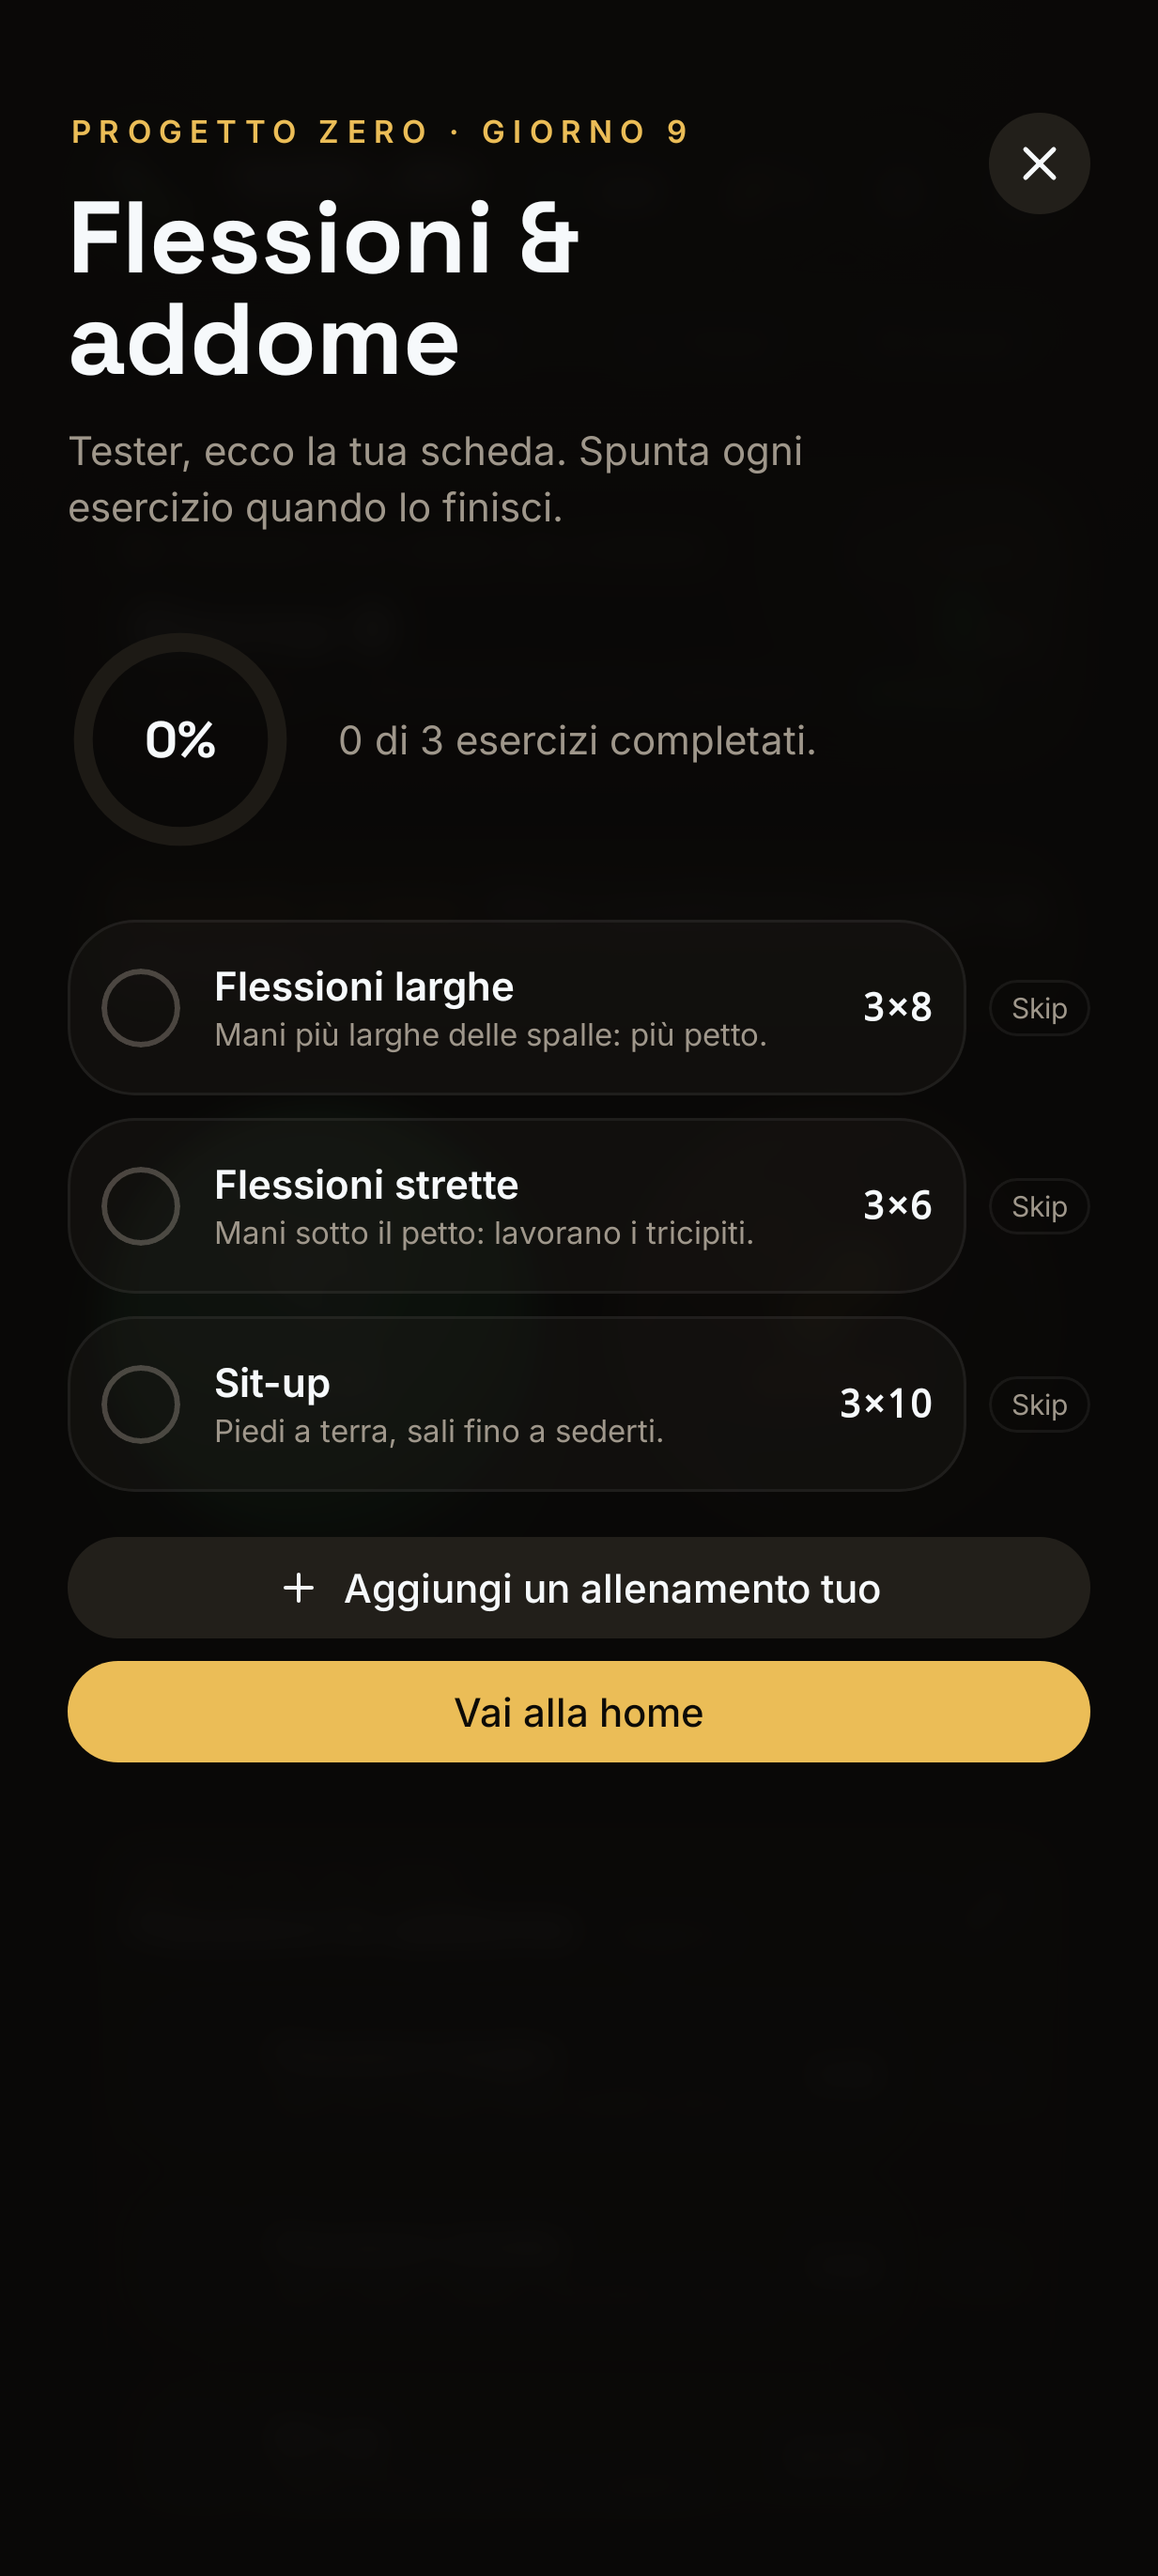 PROGETTO ZERO · GIORNO 9
Flessioni &
addome
Tester, ecco la tua scheda. Spunta ogni
esercizio quando lo finisci.
0%
0 di 3 esercizi completati.
Flessioni larghe
Mani più larghe delle spalle: più petto.
3×8
Skip
Flessioni strette
Mani sotto il petto: lavorano i tricipiti.
3×6
Skip
Sit-up
Piedi a terra, sali fino a sederti.
3×10
Skip
+ Aggiungi un allenamento tuo
Vai alla home